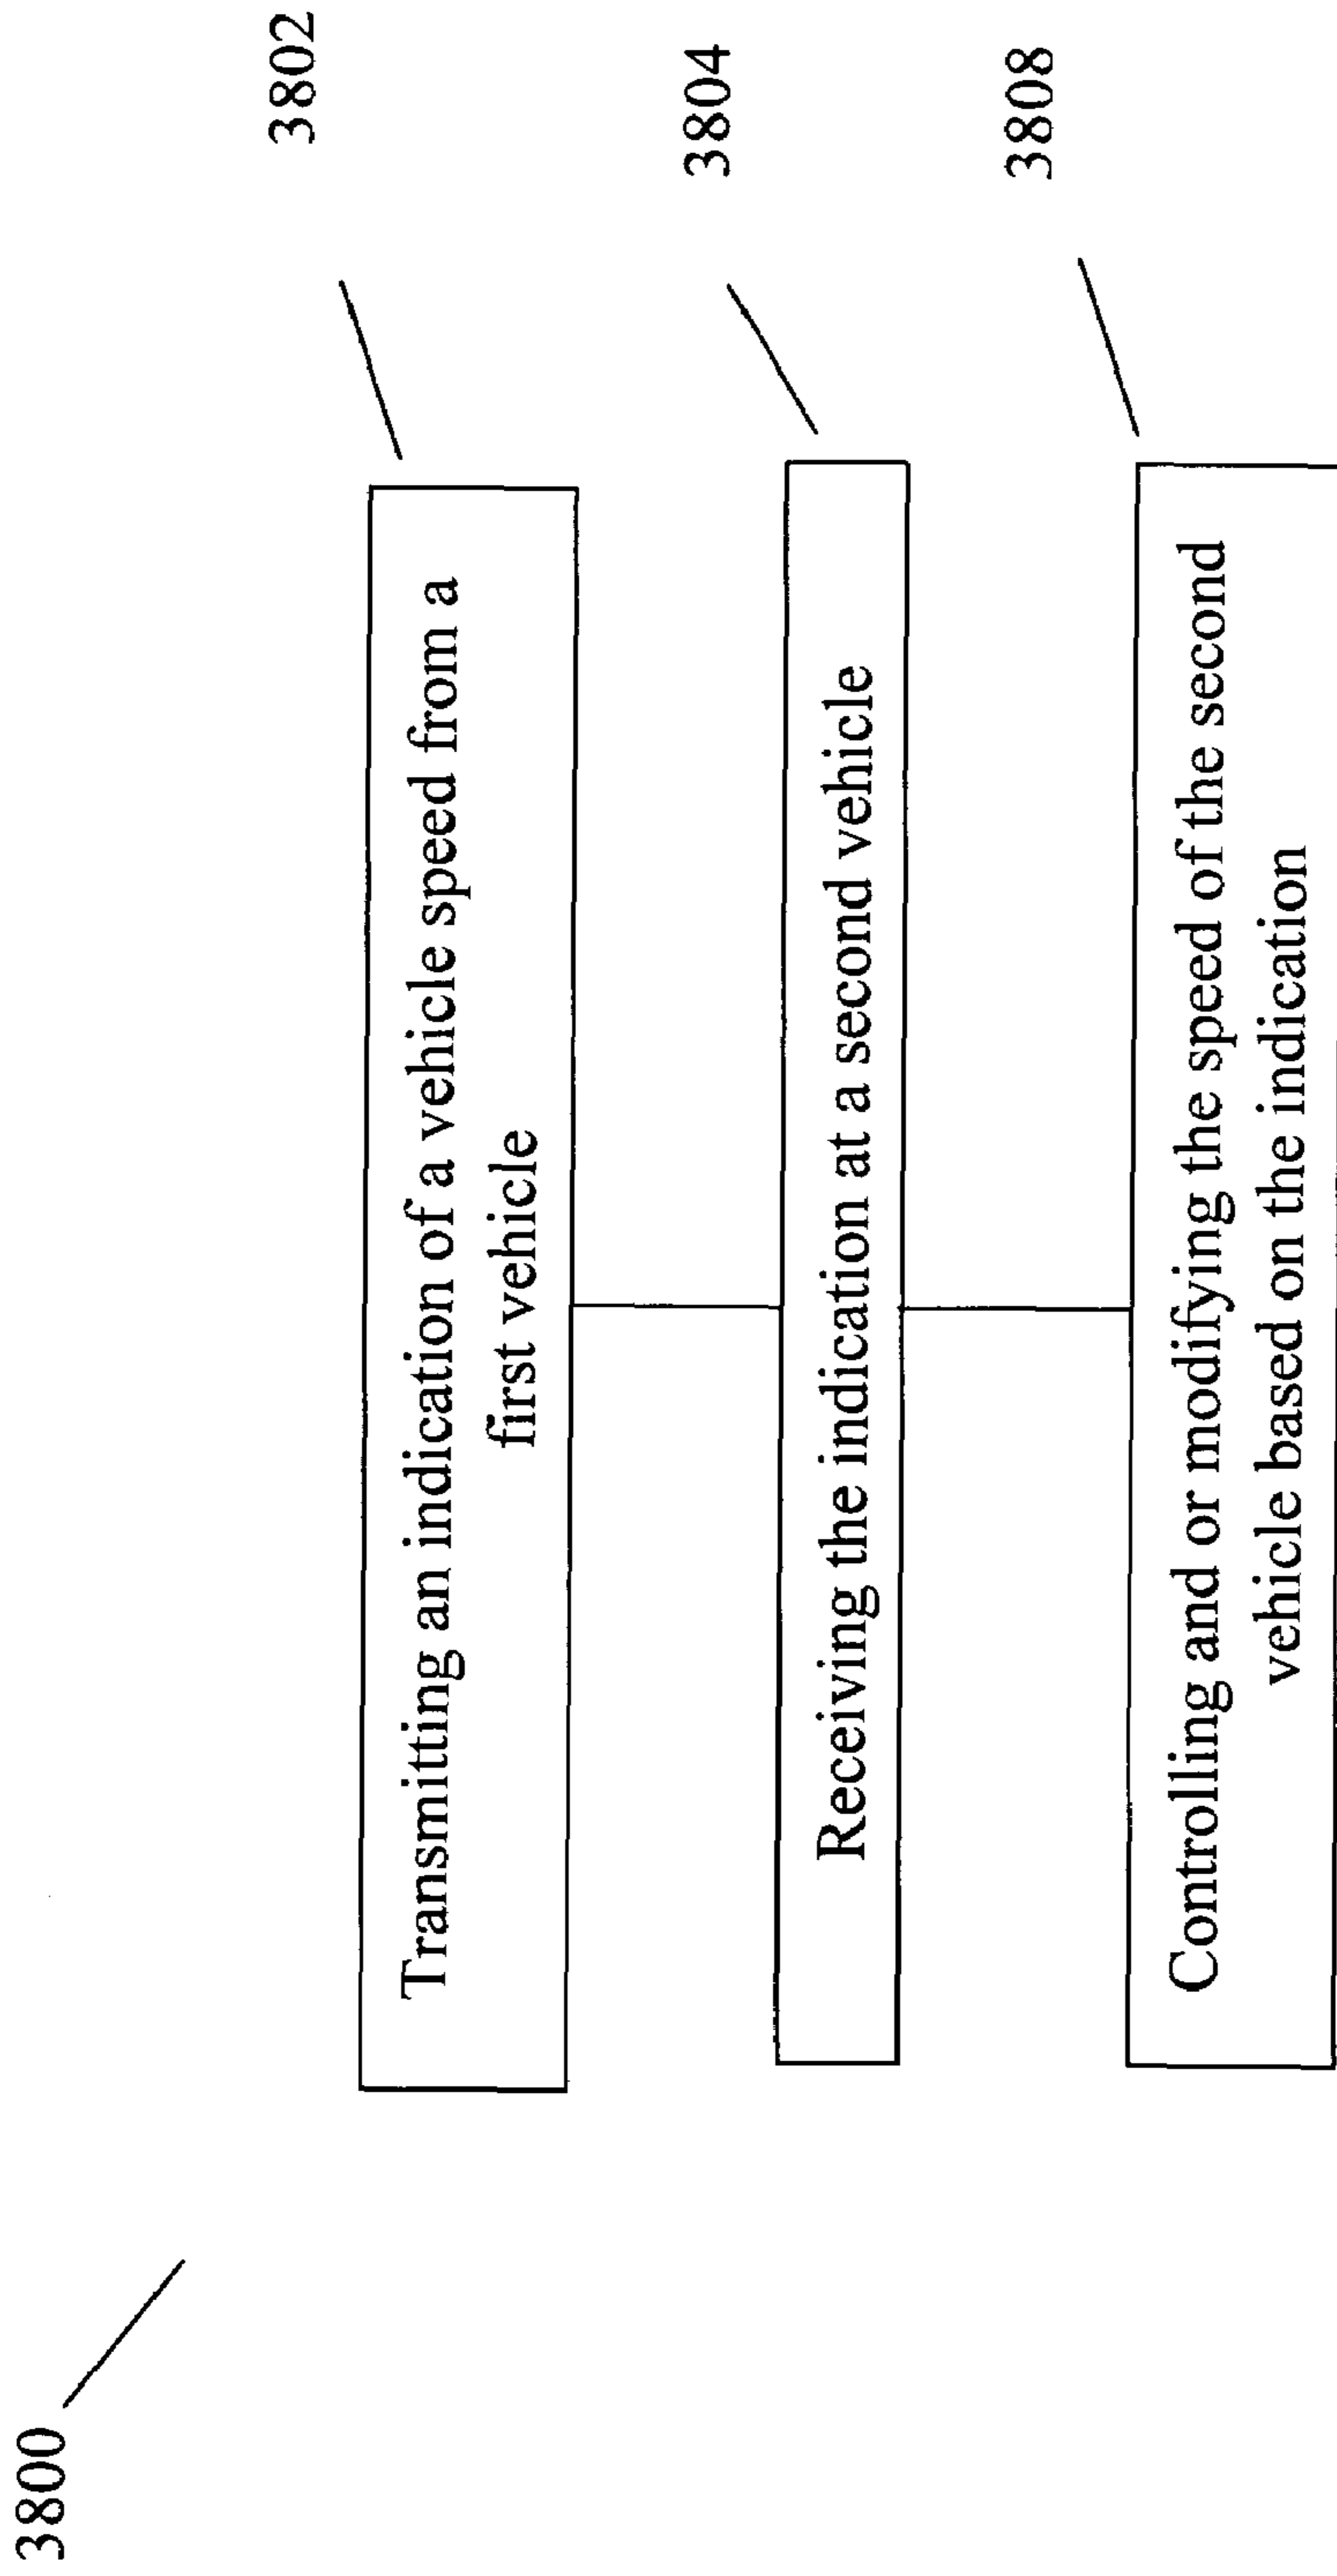 3800
3802
Transmitting an indication of a vehicle speed from a
first vehicle
3804
Receiving the indication at a second vehicle
3808
Controlling and or modifying the speed of the second
vehicle based on the indication